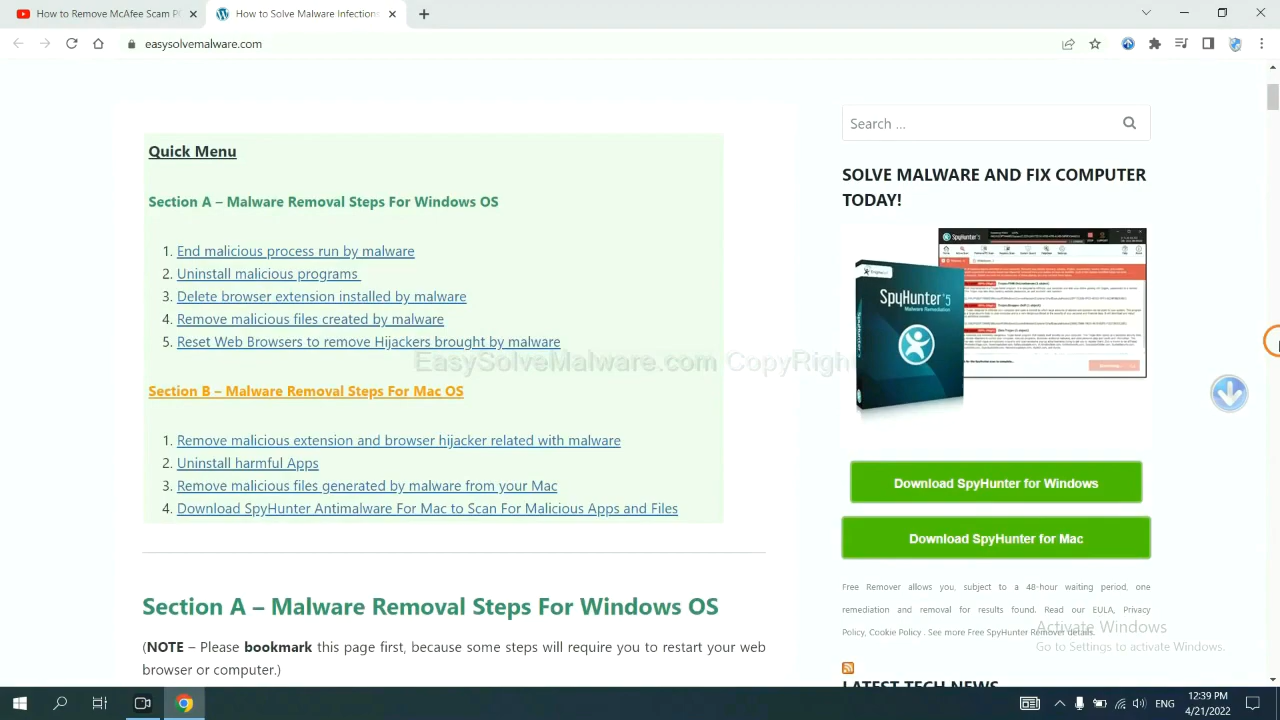 How to Remove Scam PC
How to Solve Malware Infections
easysolvemalware.com
Search ...
Quick Menu
Section A – Malware Removal Steps For Windows OS
1. End malicious process run by malware
2. Uninstall malicious programs
3. Delete browser extension installed by malware
4. Remove malicious files created by malware
5. Reset Web Browsers to remove Hijackers brought by malware
Section B – Malware Removal Steps For Mac OS
1. Remove malicious extension and browser hijacker related with malware
2. Uninstall harmful Apps
3. Remove malicious files generated by malware from your Mac
4. Download SpyHunter Antimalware For Mac to Scan For Malicious Apps and Files
Section A – Malware Removal Steps For Windows OS
(NOTE – Please bookmark this page first, because some steps will require you to restart your web
browser or computer.)
SOLVE MALWARE AND FIX COMPUTER
TODAY!
SpyHunter 5
SpyHunter 5
Malware Remediation
Download SpyHunter for Windows
Download SpyHunter for Mac
Free Remover allows you, subject to a 48-hour waiting period, one
remediation and removal for results found. Read our EULA, Privacy
Policy, Cookie Policy . See more Free SpyHunter Remover details.
LATEST TECH NEWS
CopyRigh
Activate Windows
Go to Settings to activate Windows.
ENG
12:39 PM
4/21/2022